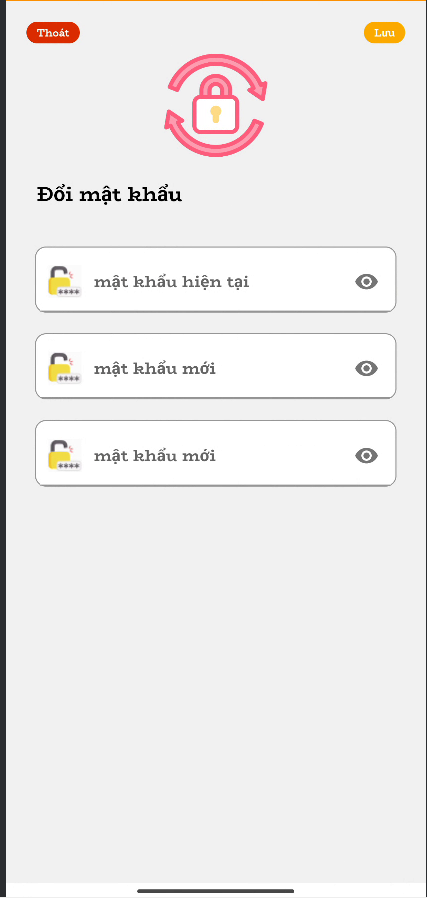 Thoát
Lưu
Đổi mật khẩu
mật khẩu hiện tại
****
mật khẩu mới
****
mật khẩu mới
****